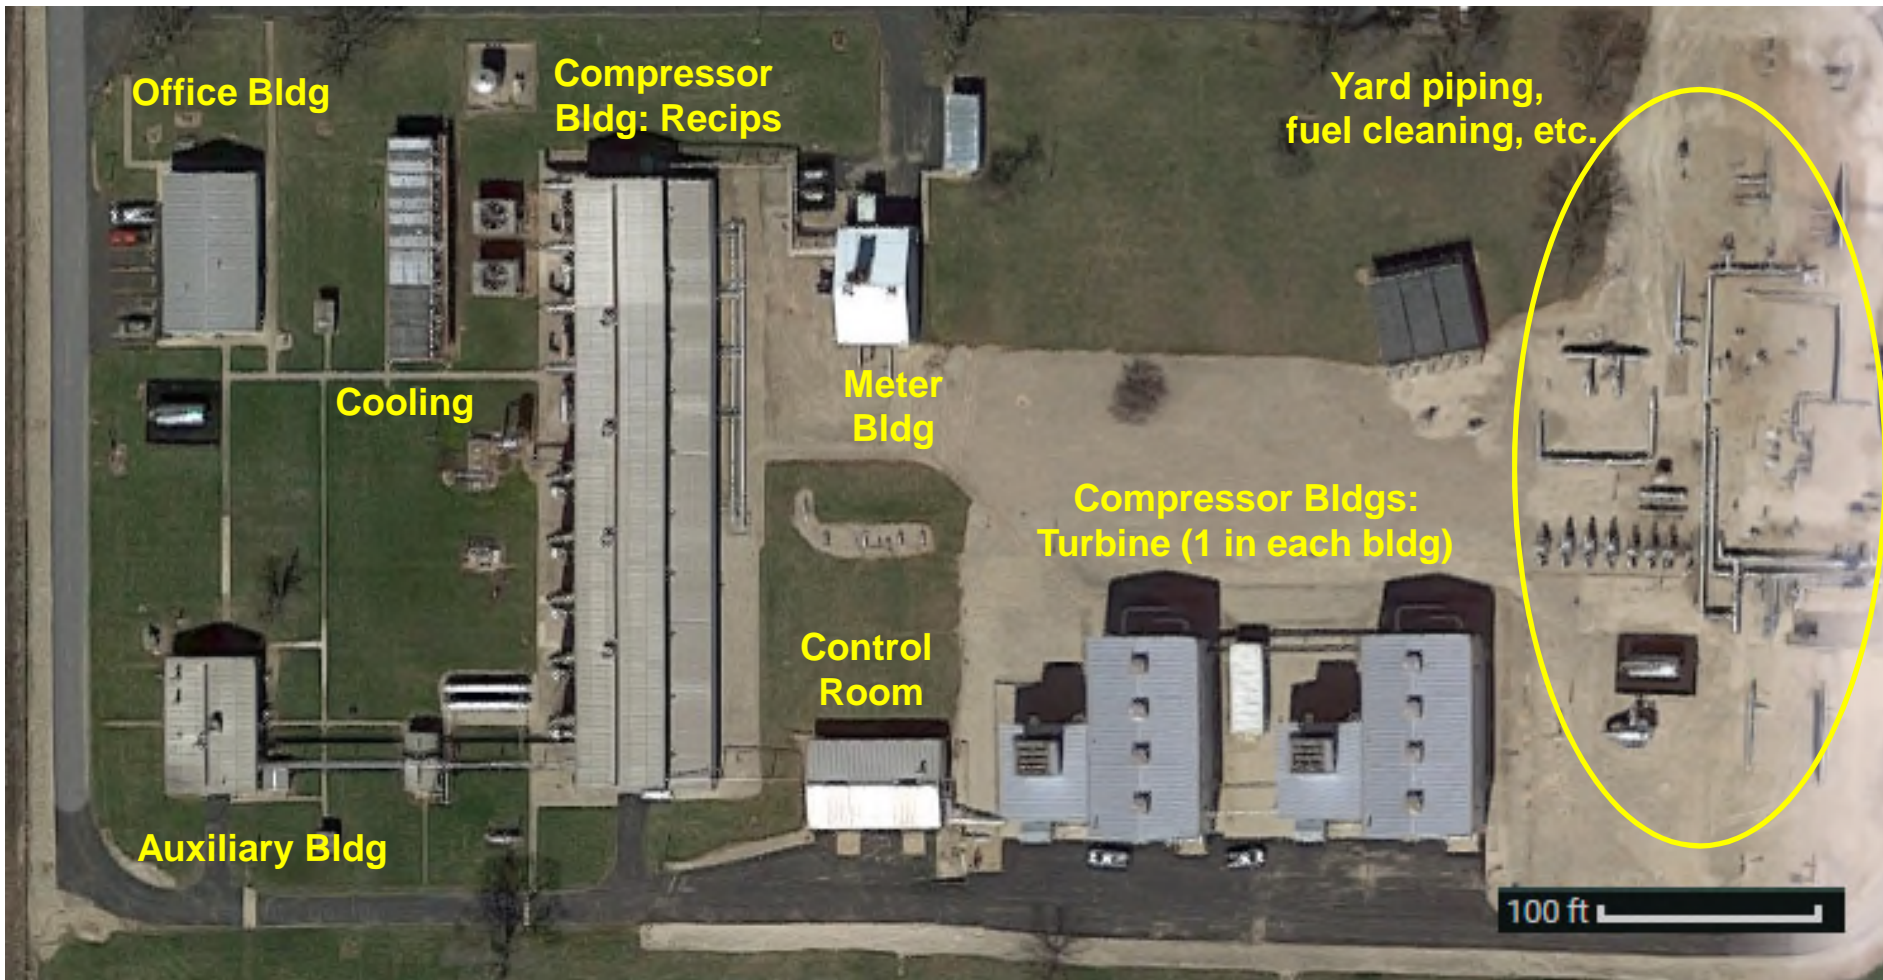 Office Bldg
Compressor
Bldg: Recips
Yard piping,
fuel cleaning, etc.
Cooling
Meter
Bldg
Compressor Bldgs:
Turbine (1 in each bldg)
Control
Room
Auxiliary Bldg
100 ft